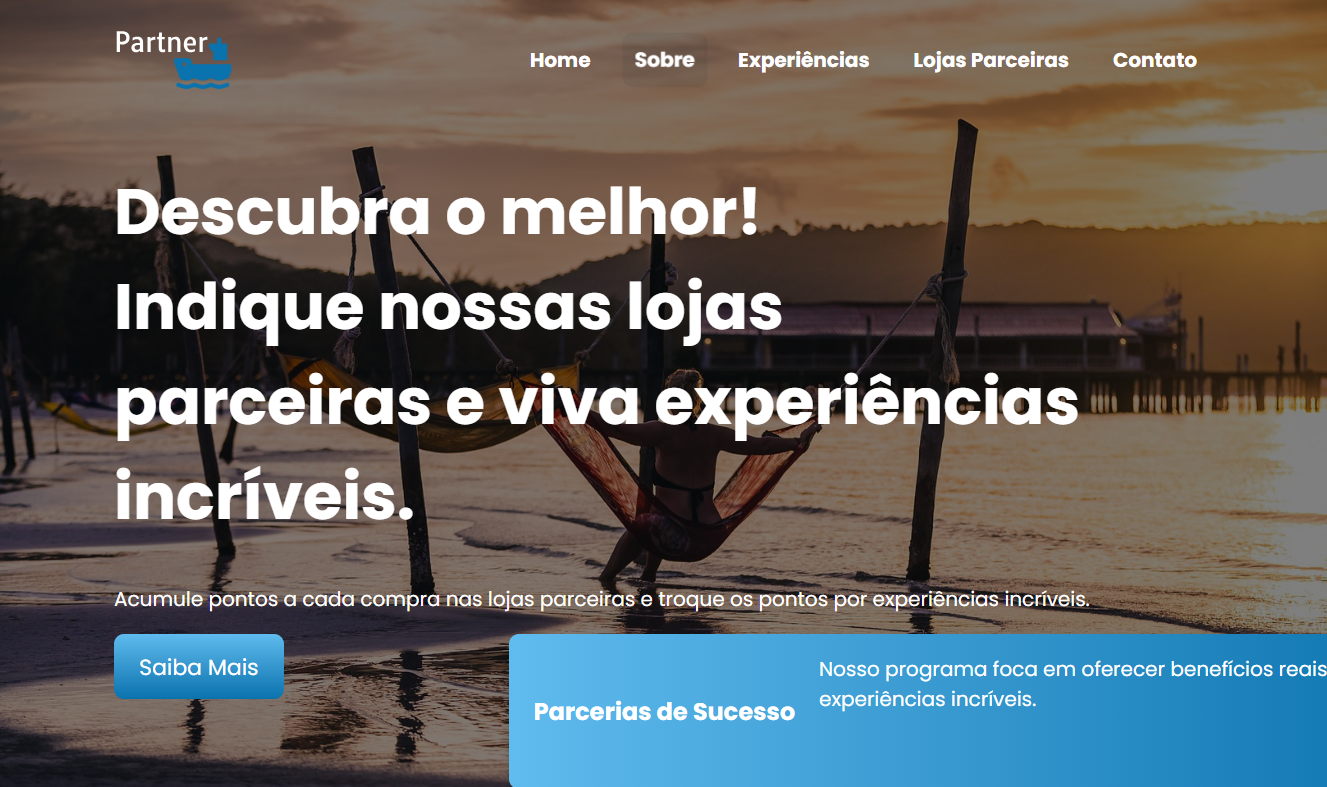 Partner
Home Sobre Experiências Lojas Parceiras Contato
Descubra o melhor!
Indique nossas lojas
parceiras e viva experiências
incríveis.
Acumule pontos a cada compra nas lojas parceiras e troque os pontos por experiências incríveis.
Saiba Mais
Parcerias de Sucesso
Nosso programa foca em oferecer benefícios reais
experiências incríveis.